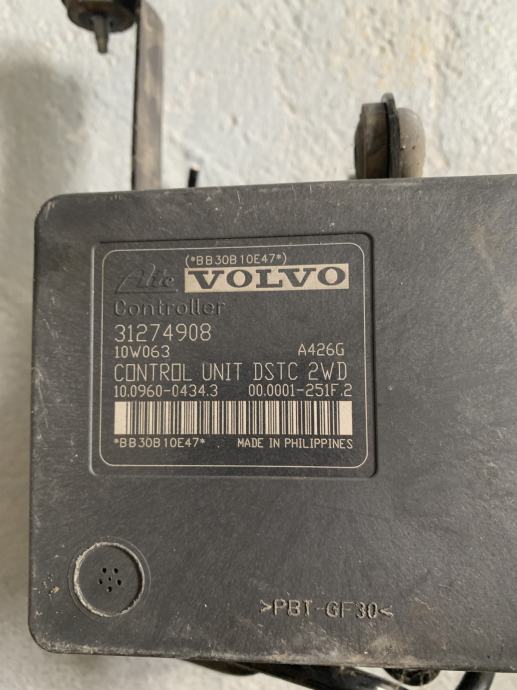 (*BB30B10E47*)
Ate VOLVO
Controller
31274908
10W063 A426G
CONTROL UNIT DSTC 2WD
10.0960-0434.3 00.0001-251F.2
*BB30B10E47* MADE IN PHILIPPINES
>PBT-GF30<